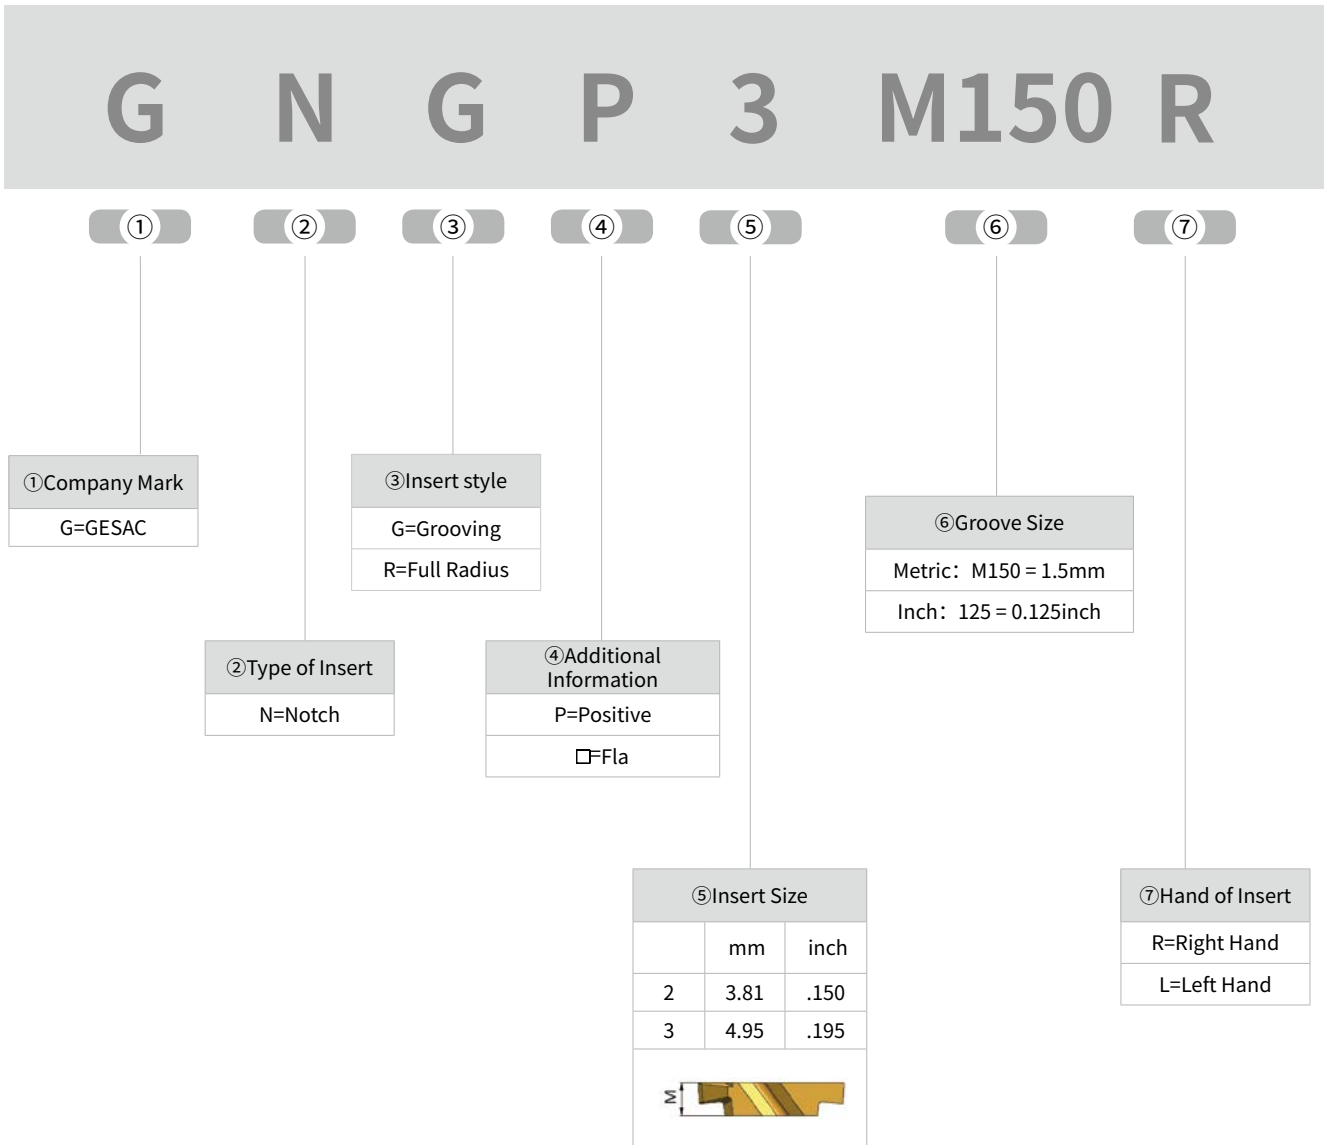 G N G P 3 M150 R
① ② ③ ④ ⑤ ⑥ ⑦
①Company Mark
G=GESAC
②Type of Insert
N=Notch
③Insert style
G=Grooving
R=Full Radius
④Additional
Information
P=Positive
□=Fla
⑤Insert Size
mm inch
2 3.81 .150
3 4.95 .195
M
⑥Groove Size
Metric：M150 = 1.5mm
Inch：125 = 0.125inch
⑦Hand of Insert
R=Right Hand
L=Left Hand